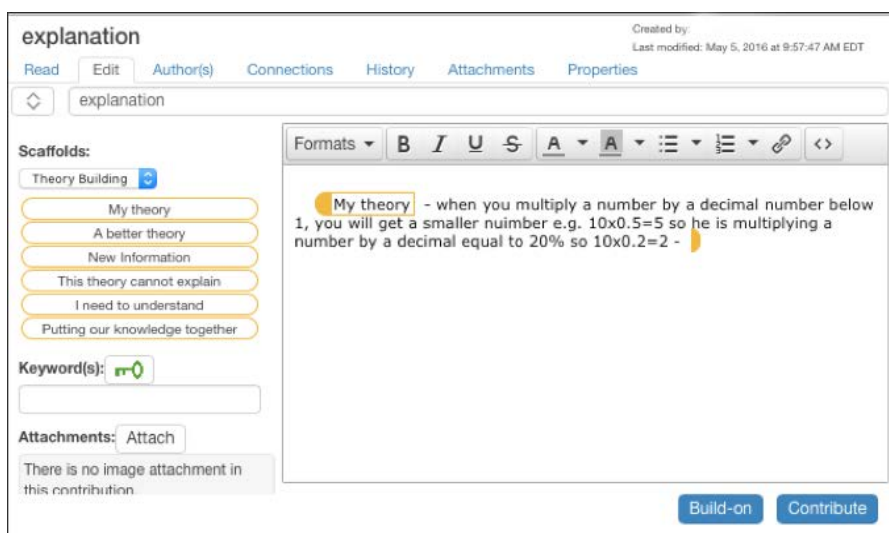 explanation
Created by:
Last modified: May 5, 2016 at 9:57:47 AM EDT
Read Edit Author(s) Connections History Attachments Properties
explanation
Scaffolds:
Theory Building
My theory
A better theory
New Information
This theory cannot explain
I need to understand
Putting our knowledge together
Keyword(s):
Attachments: Attach
There is no image attachment in
this contribution.
Formats B I U S A A <>
My theory - when you multiply a number by a decimal number below
1, you will get a smaller nuimber e.g. 10x0.5=5 so he is multiplying a
number by a decimal equal to 20% so 10x0.2=2 -
Build-on Contribute